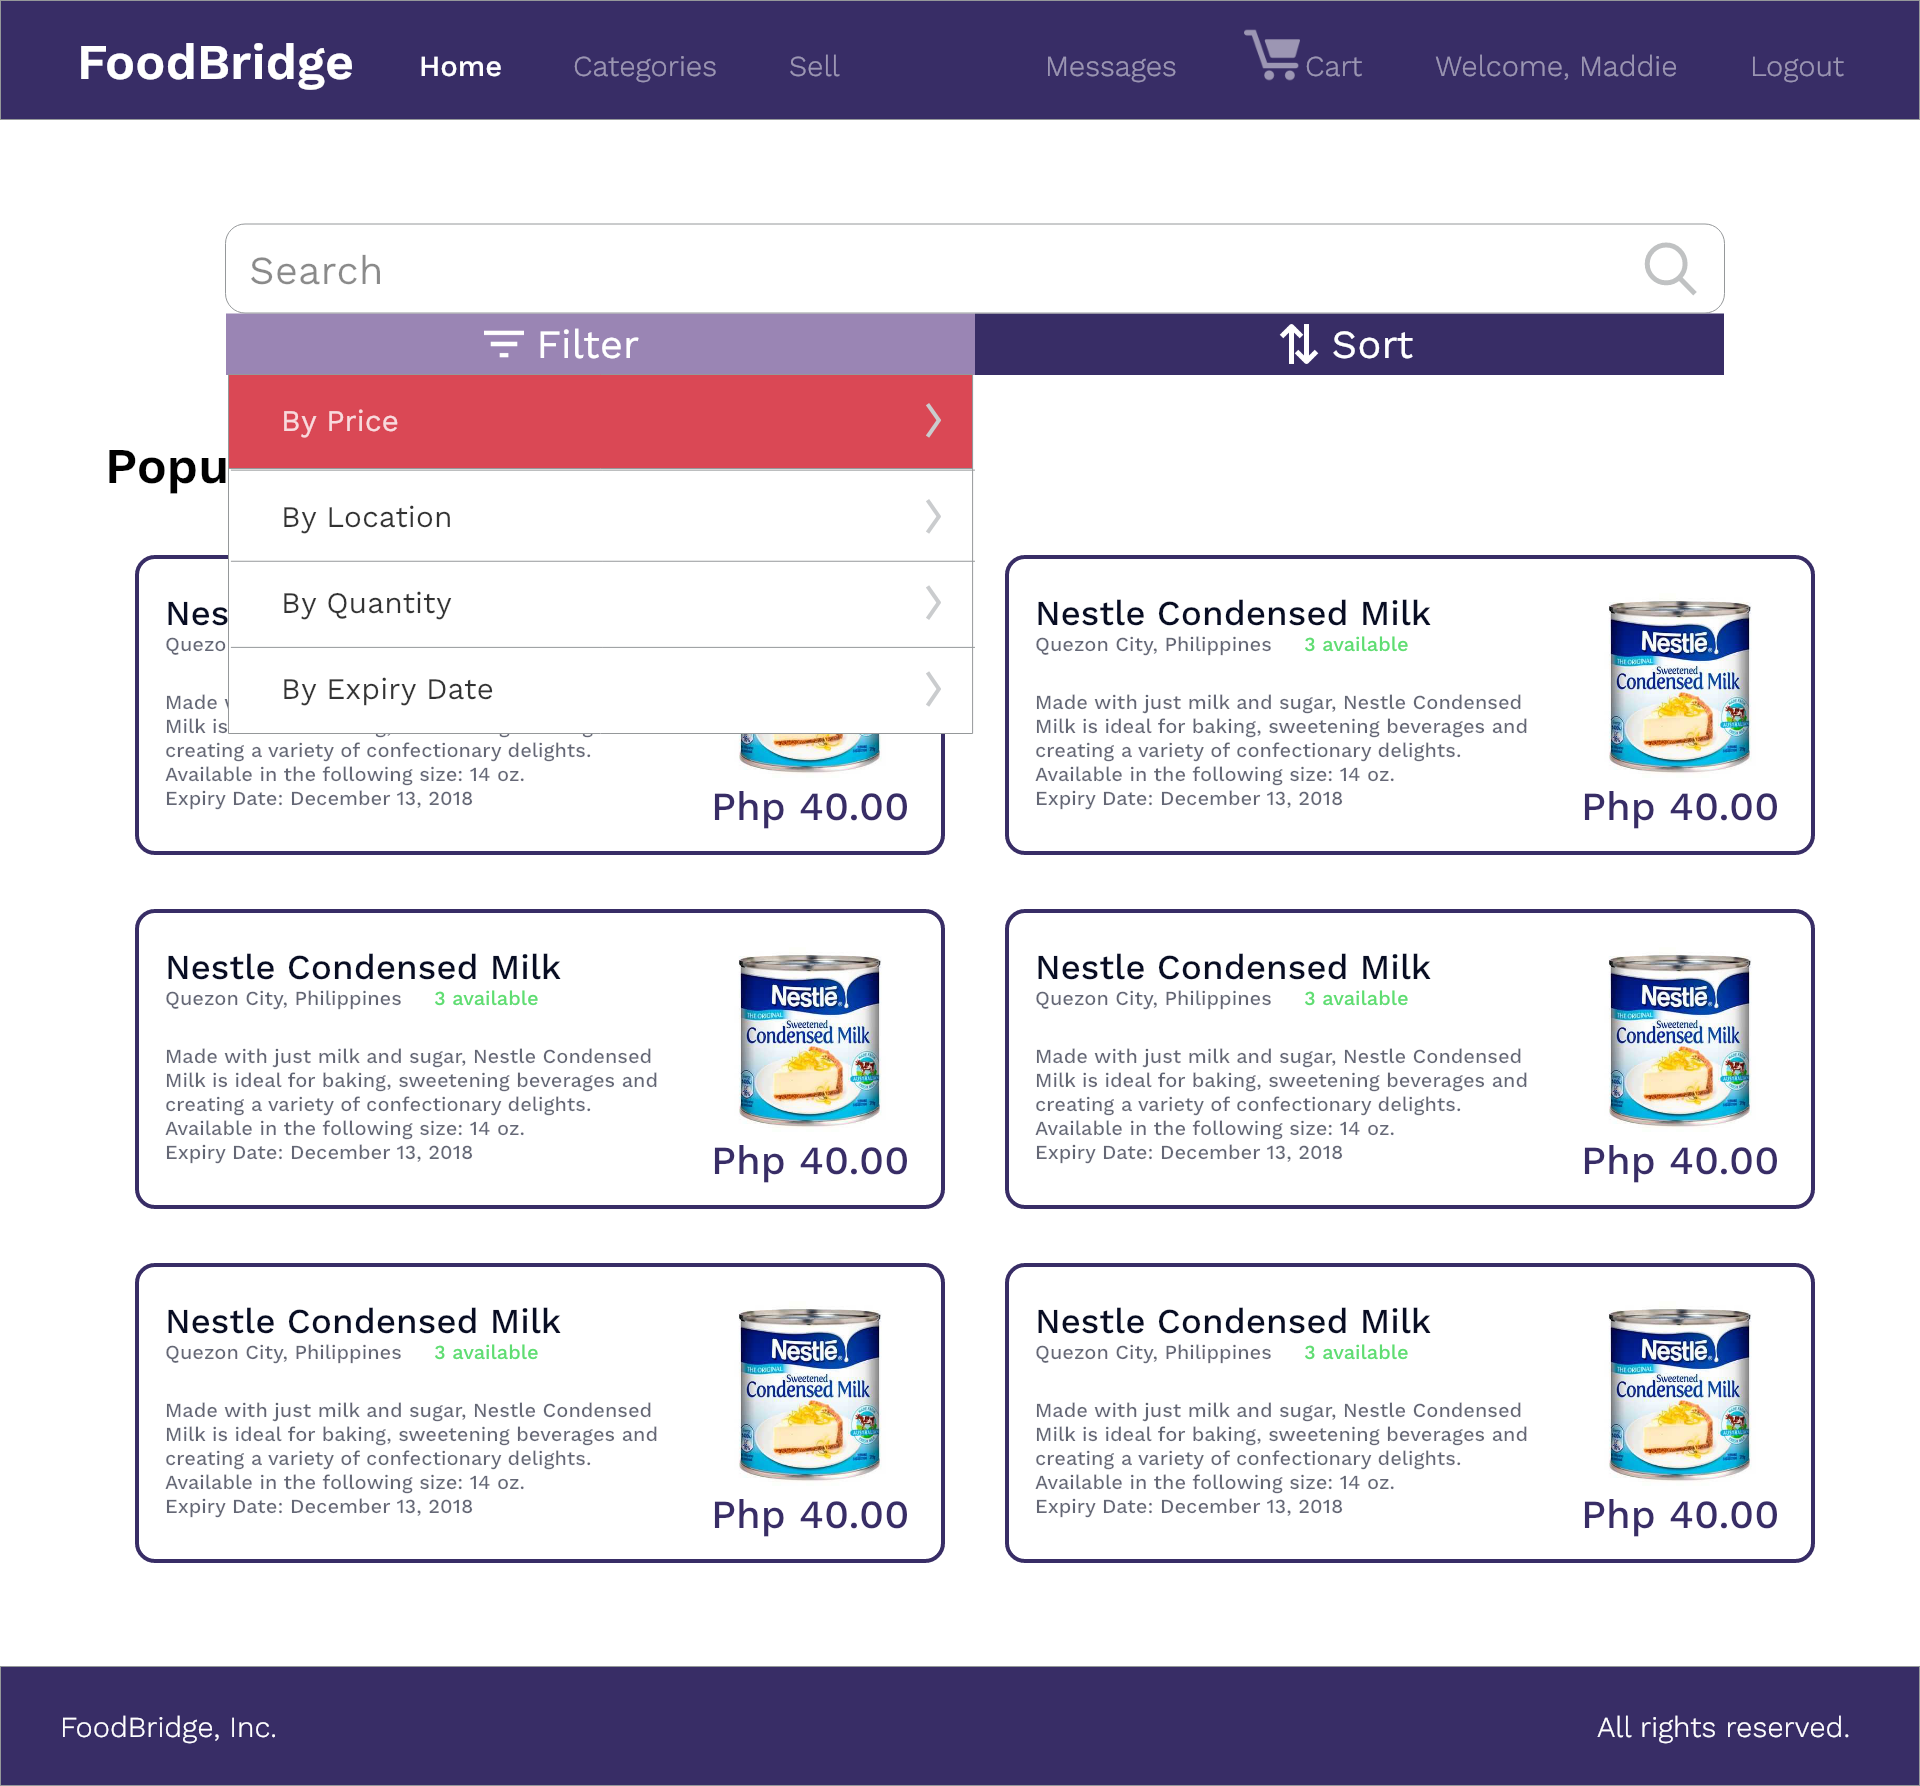 FoodBridge Home Categories Sell Messages Cart Welcome, Maddie Logout
Search
Filter Sort
By Price
By Location
By Quantity
By Expiry Date
Popu
Nes
Quezo
Made
Milk is
creating a variety of confectionary delights.
Available in the following size: 14 oz.
Expiry Date: December 13, 2018
Php 40.00
Nestle Condensed Milk
Quezon City, Philippines 3 available
Made with just milk and sugar, Nestle Condensed
Milk is ideal for baking, sweetening beverages and
creating a variety of confectionary delights.
Available in the following size: 14 oz.
Expiry Date: December 13, 2018
Nestlé
THE ORIGINAL
Sweetened
Condensed Milk
Php 40.00
Nestle Condensed Milk
Quezon City, Philippines 3 available
Made with just milk and sugar, Nestle Condensed
Milk is ideal for baking, sweetening beverages and
creating a variety of confectionary delights.
Available in the following size: 14 oz.
Expiry Date: December 13, 2018
Nestlé
THE ORIGINAL
Sweetened
Condensed Milk
Php 40.00
Nestle Condensed Milk
Quezon City, Philippines 3 available
Made with just milk and sugar, Nestle Condensed
Milk is ideal for baking, sweetening beverages and
creating a variety of confectionary delights.
Available in the following size: 14 oz.
Expiry Date: December 13, 2018
Nestlé
THE ORIGINAL
Sweetened
Condensed Milk
Php 40.00
Nestle Condensed Milk
Quezon City, Philippines 3 available
Made with just milk and sugar, Nestle Condensed
Milk is ideal for baking, sweetening beverages and
creating a variety of confectionary delights.
Available in the following size: 14 oz.
Expiry Date: December 13, 2018
Nestlé
THE ORIGINAL
Sweetened
Condensed Milk
Php 40.00
Nestle Condensed Milk
Quezon City, Philippines 3 available
Made with just milk and sugar, Nestle Condensed
Milk is ideal for baking, sweetening beverages and
creating a variety of confectionary delights.
Available in the following size: 14 oz.
Expiry Date: December 13, 2018
Nestlé
THE ORIGINAL
Sweetened
Condensed Milk
Php 40.00
FoodBridge, Inc. All rights reserved.